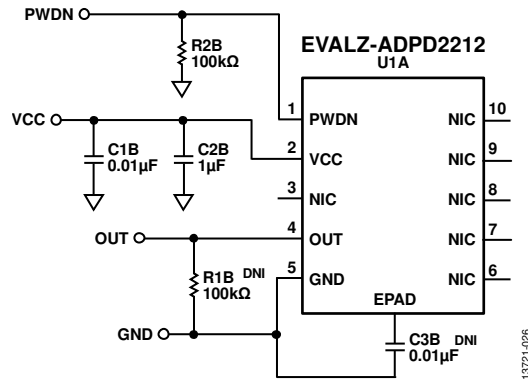 PWDN
R2B
100kΩ
EVALZ-ADPD2212
U1A
1 PWDN NIC 10
VCC
C1B
0.01µF
C2B
1µF
2 VCC NIC 9
3 NIC NIC 8
OUT
4 OUT NIC 7
R1B DNI
100kΩ
5 GND NIC 6
EPAD
GND
C3B DNI
0.01µF
13721-026